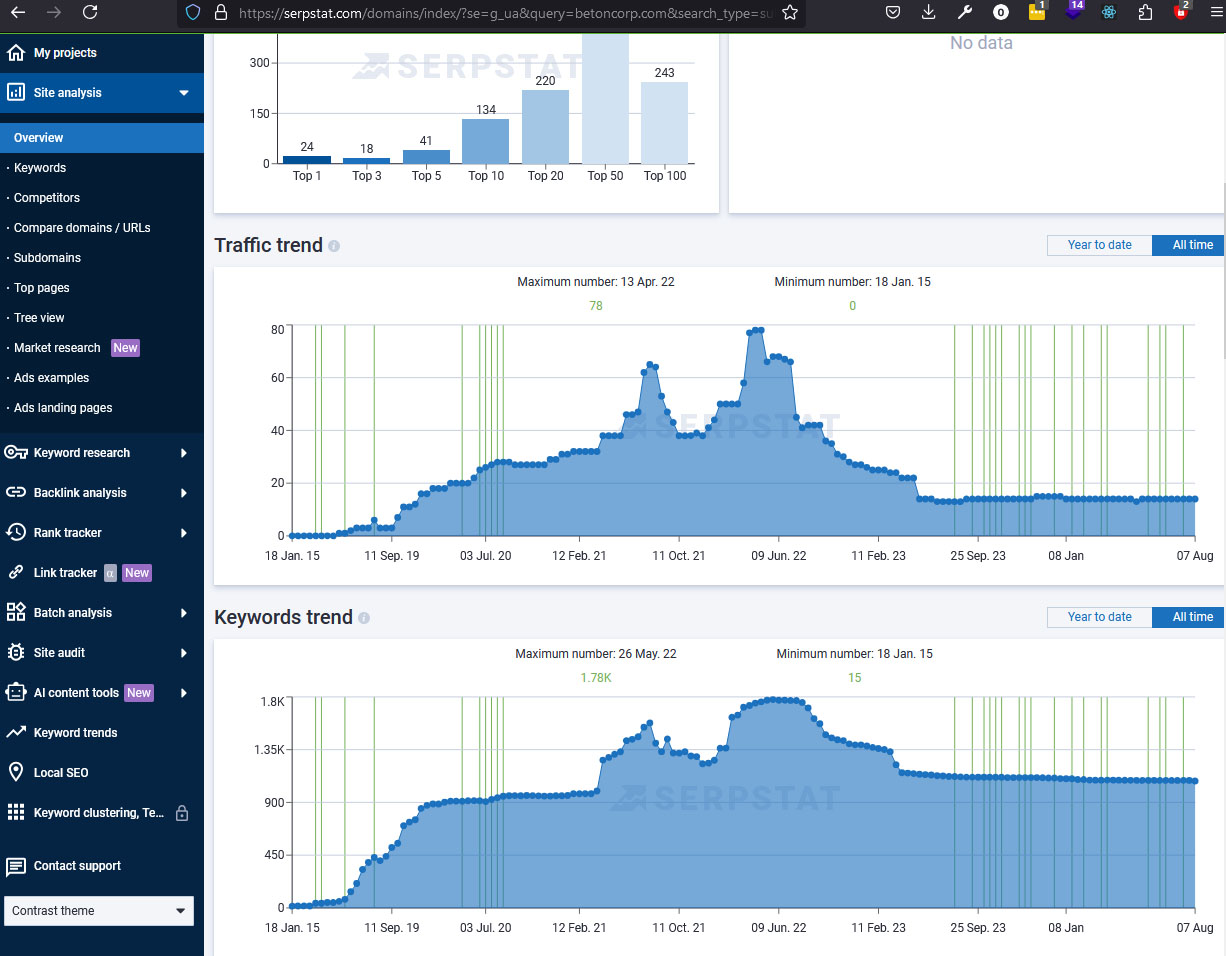 https://serpstat.com/domains/index/?se=g_ua&query=betoncorp.com&search_type=su
0
1
14
2
My projects
Site analysis
Overview
· Keywords
· Competitors
· Compare domains / URLs
· Subdomains
· Top pages
· Tree view
· Market research New
· Ads examples
· Ads landing pages
Keyword research
Backlink analysis
Rank tracker
Link tracker α New
Batch analysis
Site audit
AI content tools New
Keyword trends
Local SEO
Keyword clustering, Te...
Contact support
Contrast theme
SERPSTAT
300
150
0
24
18
41
134
220
243
Top 1 Top 3 Top 5 Top 10 Top 20 Top 50 Top 100
No data
Traffic trend
Year to date All time
Maximum number: 13 Apr. 22 Minimum number: 18 Jan. 15
78 0
80
60
40
20
0
SERPSTAT
18 Jan. 15 11 Sep. 19 03 Jul. 20 12 Feb. 21 11 Oct. 21 09 Jun. 22 11 Feb. 23 25 Sep. 23 08 Jan 07 Aug
Keywords trend
Year to date All time
Maximum number: 26 May. 22 Minimum number: 18 Jan. 15
1.78K 15
1.8K
1.35K
900
450
0
SERPSTAT
18 Jan. 15 11 Sep. 19 03 Jul. 20 12 Feb. 21 11 Oct. 21 09 Jun. 22 11 Feb. 23 25 Sep. 23 08 Jan 07 Aug